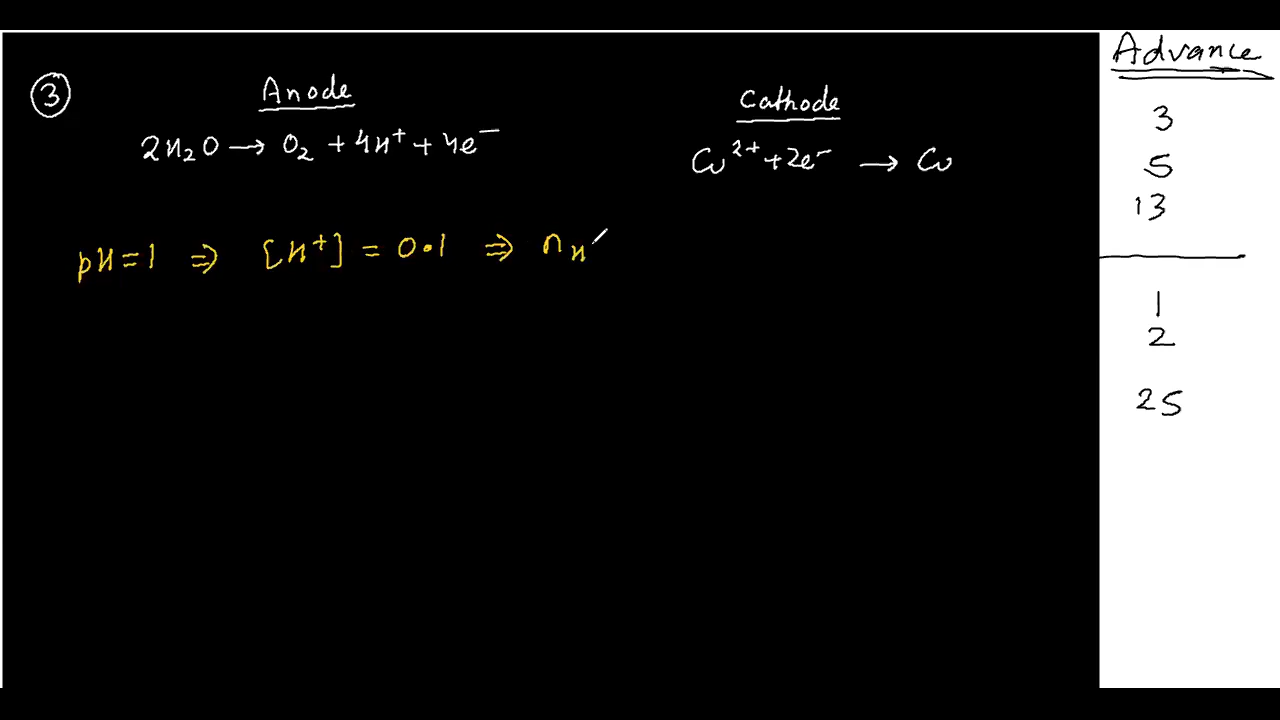 Advance
③ Anode Cathode
2H₂O → O₂ + 4H⁺ + 4e⁻
Cu²⁺ + 2e⁻ → Cu
pH = 1 ⇒ [H⁺] = 0.1 ⇒ n_H
3
5
13
1
2
25